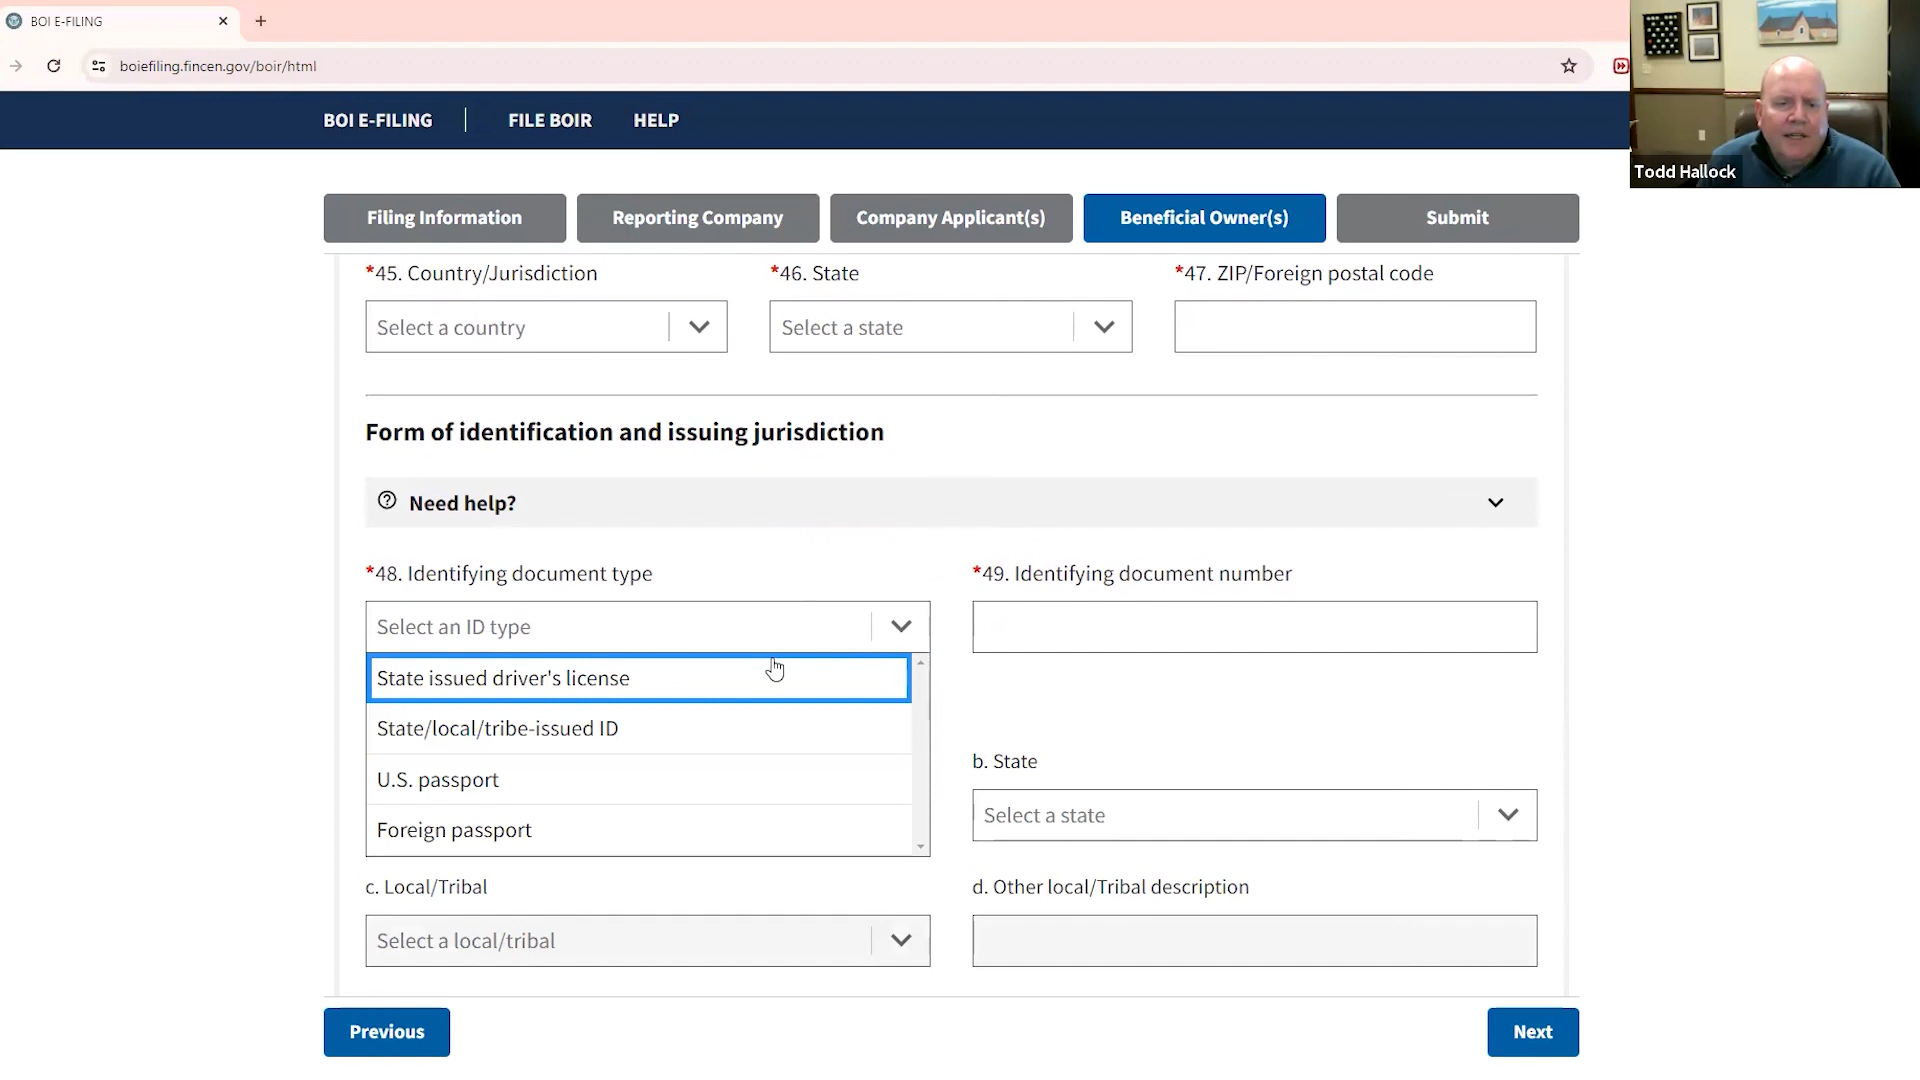 BOI E-FILING
boiefiling.fincen.gov/boir/html
Todd Hallock
BOI E-FILING FILE BOIR HELP
Filing Information Reporting Company Company Applicant(s) Beneficial Owner(s) Submit
*45. Country/Jurisdiction *46. State *47. ZIP/Foreign postal code
Select a country Select a state
Form of identification and issuing jurisdiction
Need help?
*48. Identifying document type *49. Identifying document number
Select an ID type
State issued driver's license
State/local/tribe-issued ID
U.S. passport
Foreign passport
b. State
Select a state
c. Local/Tribal d. Other local/Tribal description
Select a local/tribal
Previous Next